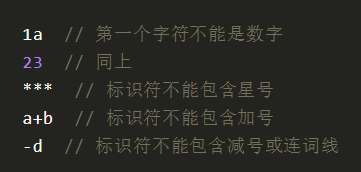 1a  // 第一个字符不能是数字
23  // 同上
***  // 标识符不能包含星号
a+b  // 标识符不能包含加号
-d  // 标识符不能包含减号或连词线